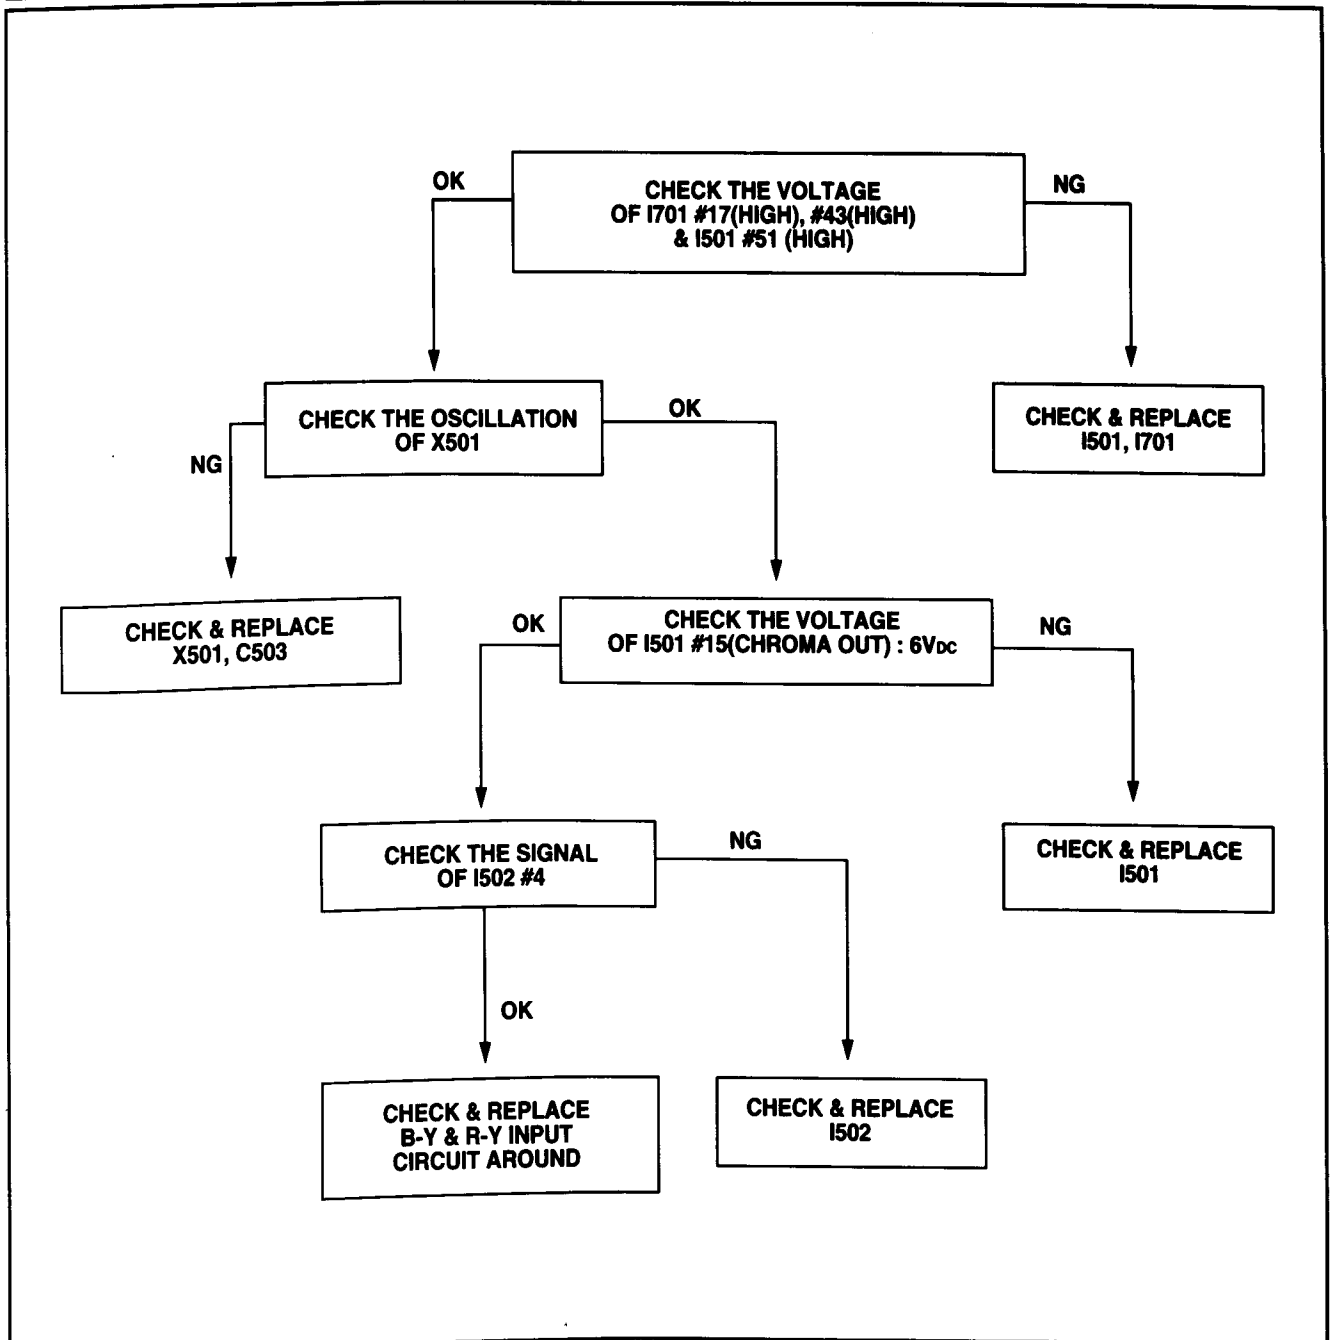 OK
CHECK THE VOLTAGE
OF I701 #17(HIGH), #43(HIGH)
& I501 #51 (HIGH)
NG
CHECK THE OSCILLATION
OF X501
OK
NG
CHECK & REPLACE
I501, I701
CHECK & REPLACE
X501, C503
OK
CHECK THE VOLTAGE
OF I501 #15(CHROMA OUT) : 6VDC
NG
CHECK THE SIGNAL
OF I502 #4
NG
CHECK & REPLACE
I501
OK
CHECK & REPLACE
B-Y & R-Y INPUT
CIRCUIT AROUND
CHECK & REPLACE
I502